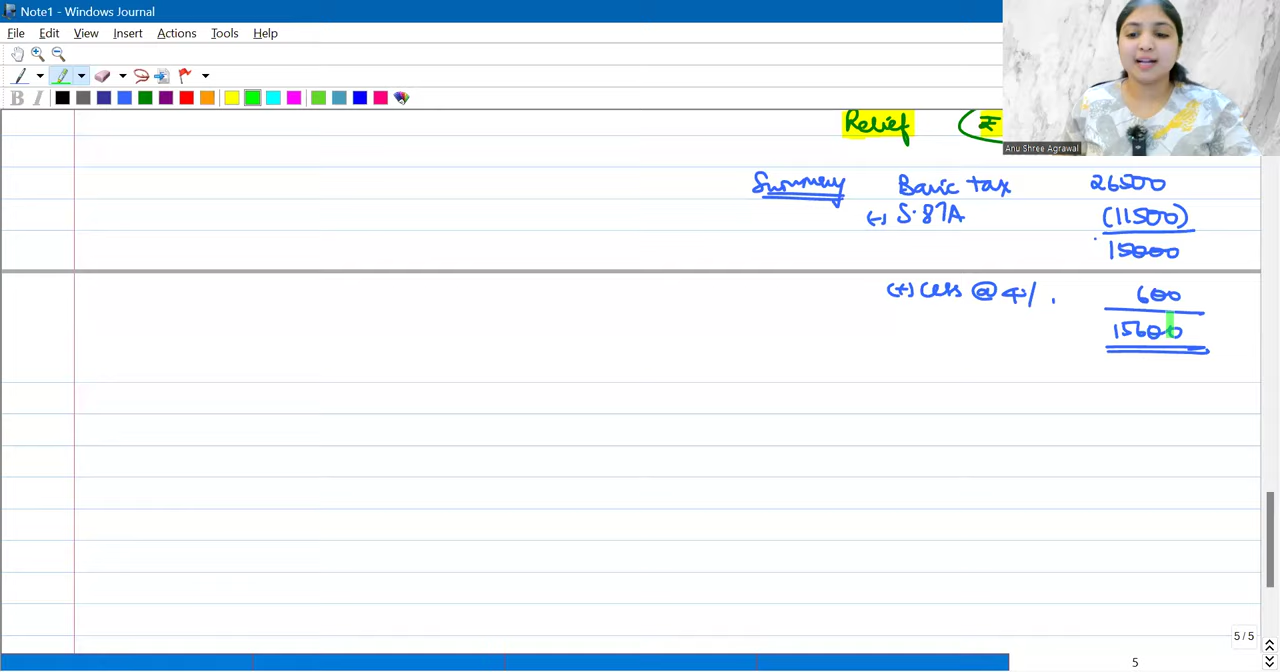 Note1 - Windows Journal
File Edit View Insert Actions Tools Help
B I
Anu Shree Agrawal
Relief ₹
Summary Basic tax 26500
(-) S.87A (11500)
15000
(+) Cess @ 4% 600
15600
5 / 5
5